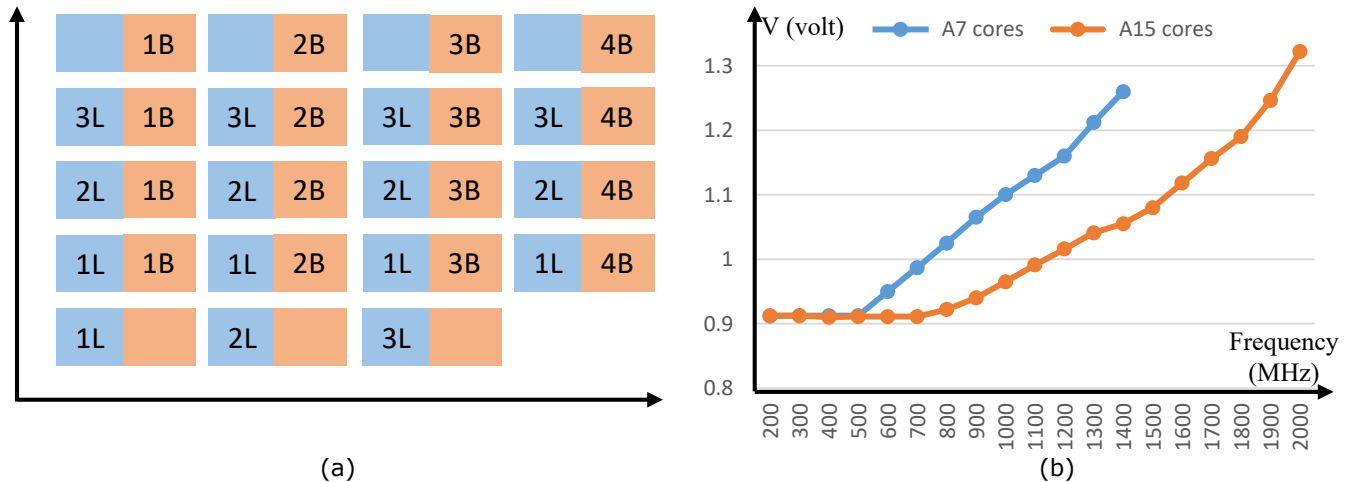 1B 2B 3B 4B
3L 1B 3L 2B 3L 3B 3L 4B
2L 1B 2L 2B 2L 3B 2L 4B
1L 1B 1L 2B 1L 3B 1L 4B
1L 2L 3L
(a)
V (volt) A7 cores A15 cores
1.3
1.2
1.1
1
0.9
0.8
Frequency
(MHz)
200 300 400 500 600 700 800 900 1000 1100 1200 1300 1400 1500 1600 1700 1800 1900 2000
(b)